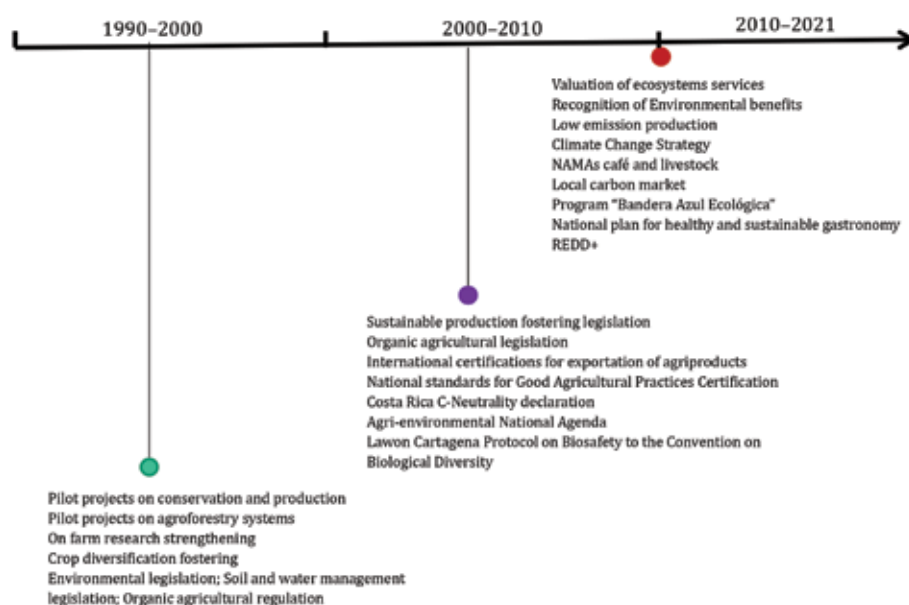 1990–2000
2000–2010
2010–2021
Valuation of ecosystems services
Recognition of Environmental benefits
Low emission production
Climate Change Strategy
NAMAs café and livestock
Local carbon market
Program "Bandera Azul Ecológica"
National plan for healthy and sustainable gastronomy
REDD+
Sustainable production fostering legislation
Organic agricultural legislation
International certifications for exportation of agriproducts
National standards for Good Agricultural Practices Certification
Costa Rica C-Neutrality declaration
Agri-environmental National Agenda
Lawon Cartagena Protocol on Biosafety to the Convention on
Biological Diversity
Pilot projects on conservation and production
Pilot projects on agroforestry systems
On farm research strengthening
Crop diversification fostering
Environmental legislation; Soil and water management
legislation; Organic agricultural regulation